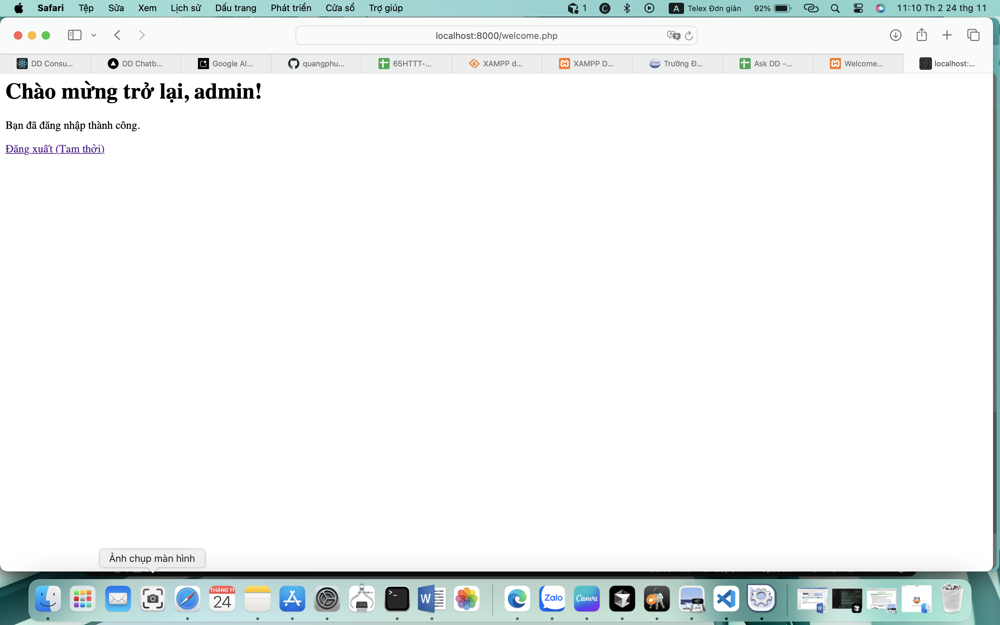 Safari Tệp Sửa Xem Lịch sử Dấu trang Phát triển Cửa sổ Trợ giúp 1 A Telex Đơn giản 92% 11:10 Th 2 24 thg 11
localhost:8000/welcome.php
DD Consu... DD Chatb... Google AI... quangphu... 65HTTT-... XAMPP d... XAMPP D... Trường Đ... Ask DD -... Welcome... localhost:...
Chào mừng trở lại, admin!
Bạn đã đăng nhập thành công.
Đăng xuất (Tạm thời)
Ảnh chụp màn hình
THÁNG 11
24
Zalo
Canva